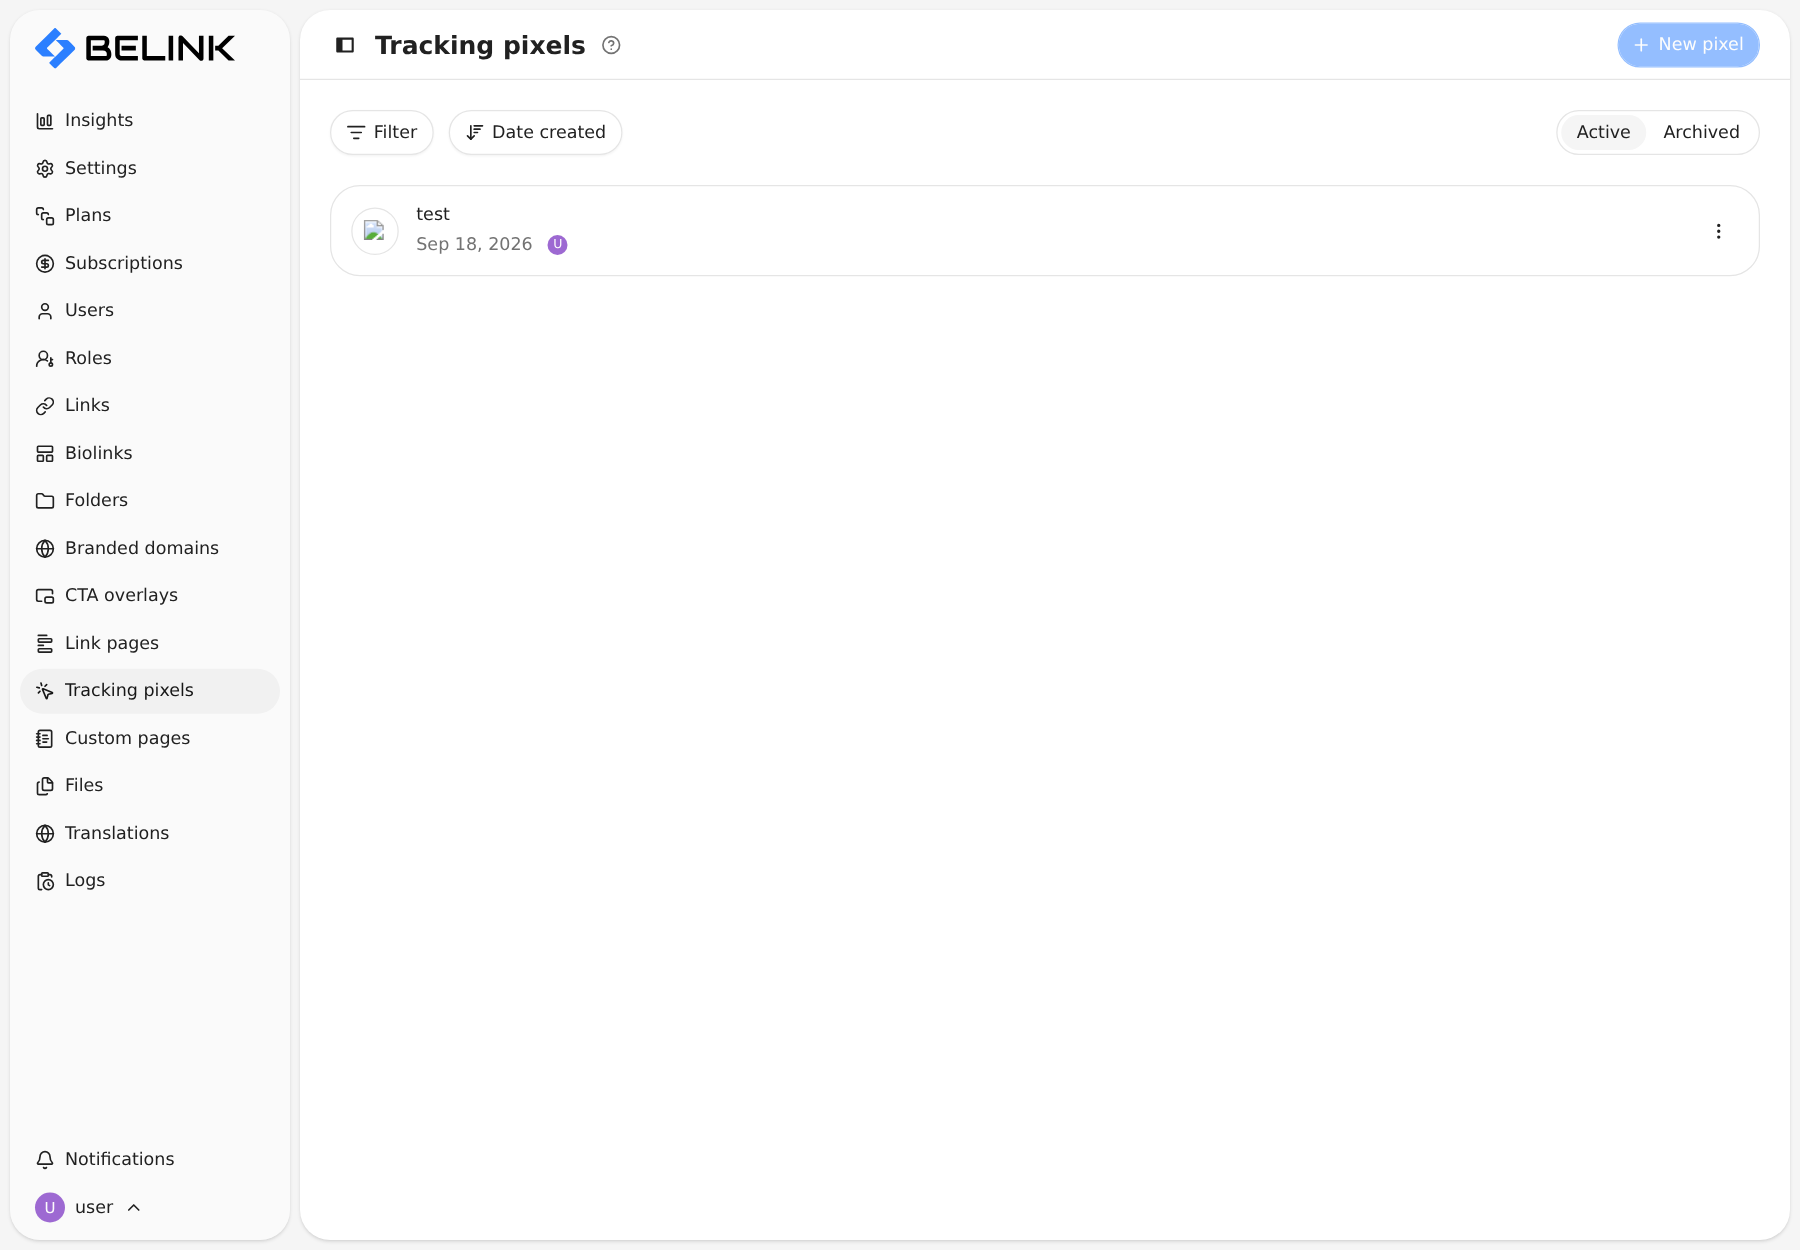 BELINK
Insights
Settings
Plans
Subscriptions
Users
Roles
Links
Biolinks
Folders
Branded domains
CTA overlays
Link pages
Tracking pixels
Custom pages
Files
Translations
Logs
Notifications
U user
Tracking pixels
New pixel
Filter
Date created
Active
Archived
test
Sep 18, 2026 U